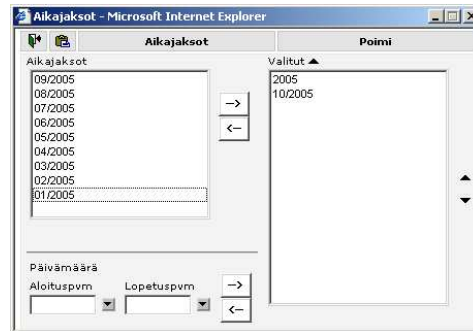 Aikajaksot - Microsoft Internet Explorer
Aikajaksot
Poimi
Aikajaksot
09/2005
08/2005
07/2005
06/2005
05/2005
04/2005
03/2005
02/2005
01/2005
-->
<--
Valitut ▲
2005
10/2005
Päivämäärä
Aloituspvm Lopetuspvm
-->
<--